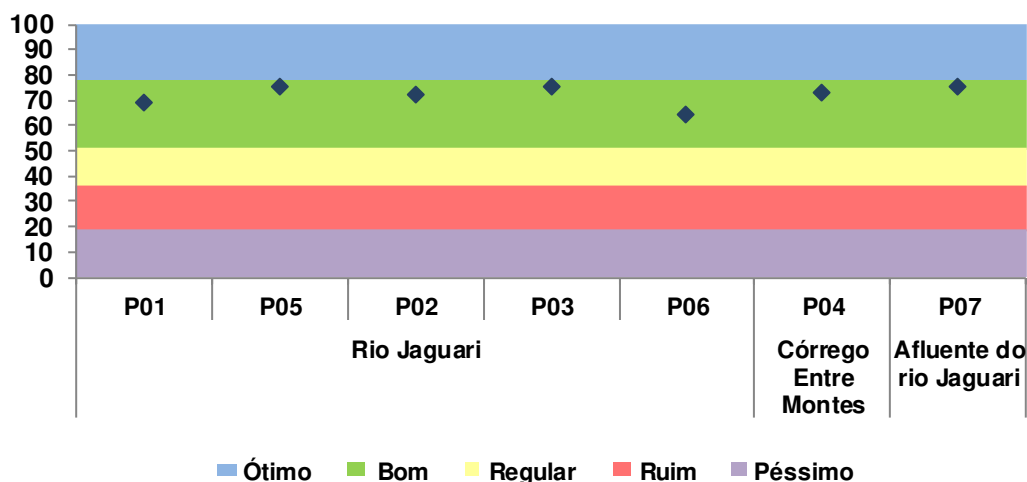 100
90
80
70
60
50
40
30
20
10
0
P01 P05 P02 P03 P06 P04 P07
Rio Jaguari
Córrego
Entre
Montes
Afluente do
rio Jaguari
Ótimo Bom Regular Ruim Péssimo